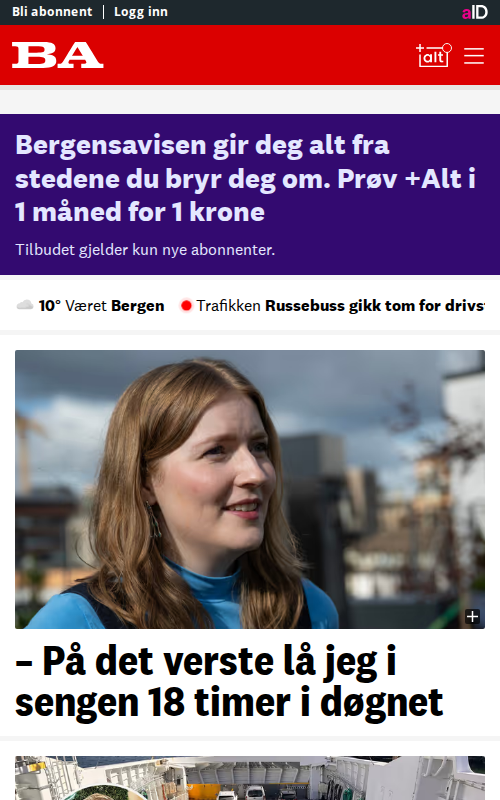 Bli abonnent | Logg inn
aID
BA
+alt
Bergensavisen gir deg alt fra
stedene du bryr deg om. Prøv +Alt i
1 måned for 1 krone
Tilbudet gjelder kun nye abonnenter.
10° Været Bergen Trafikken Russebuss gikk tom for drivs
– På det verste lå jeg i
sengen 18 timer i døgnet